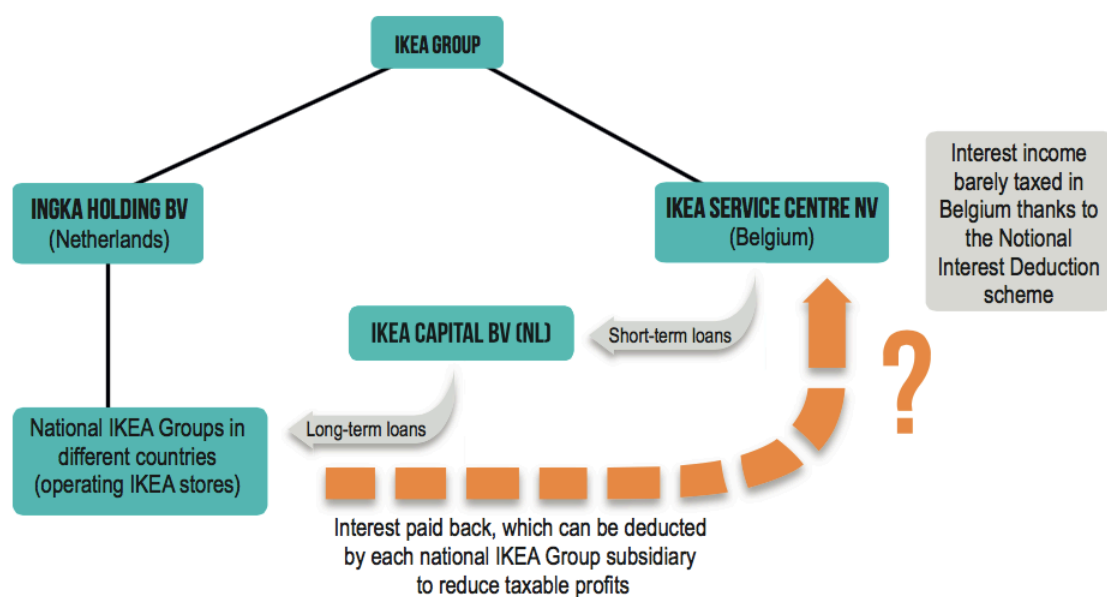 IKEA GROUP
INGKA HOLDING BV
(Netherlands)
IKEA SERVICE CENTRE NV
(Belgium)
Interest income
barely taxed in
Belgium thanks to
the Notional
Interest Deduction
scheme
IKEA CAPITAL BV (NL)
Short-term loans
?
National IKEA Groups in
different countries
(operating IKEA stores)
Long-term loans
Interest paid back, which can be deducted
by each national IKEA Group subsidiary
to reduce taxable profits